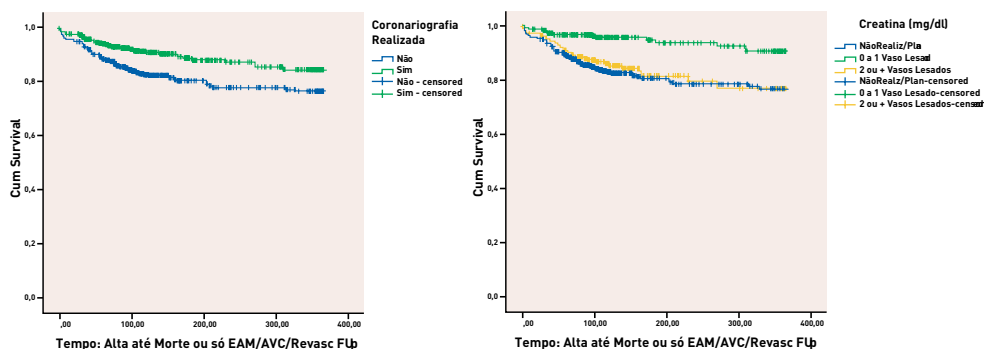 Coronariografia
Realizada
Não
Sim
Não - censored
Sim - censored
Cum Survival
1,0
0,8
0,6
0,4
0,2
0,0
,00
100,00
200,00
300,00
400,00
Tempo: Alta até Morte ou só EAM/AVC/Revasc FUp
Creatina (mg/dl)
NãoRealiz/Plan
0 a 1 Vaso Lesad
2 ou + Vasos Lesados
NãoRealiz/Plan-censored
0 a 1 Vaso Lesado-censored
2 ou + Vasos Lesados-censored
Cum Survival
1,0
0,8
0,6
0,4
0,2
0,0
,00
100,00
200,00
300,00
400,00
Tempo: Alta até Morte ou só EAM/AVC/Revasc FUp